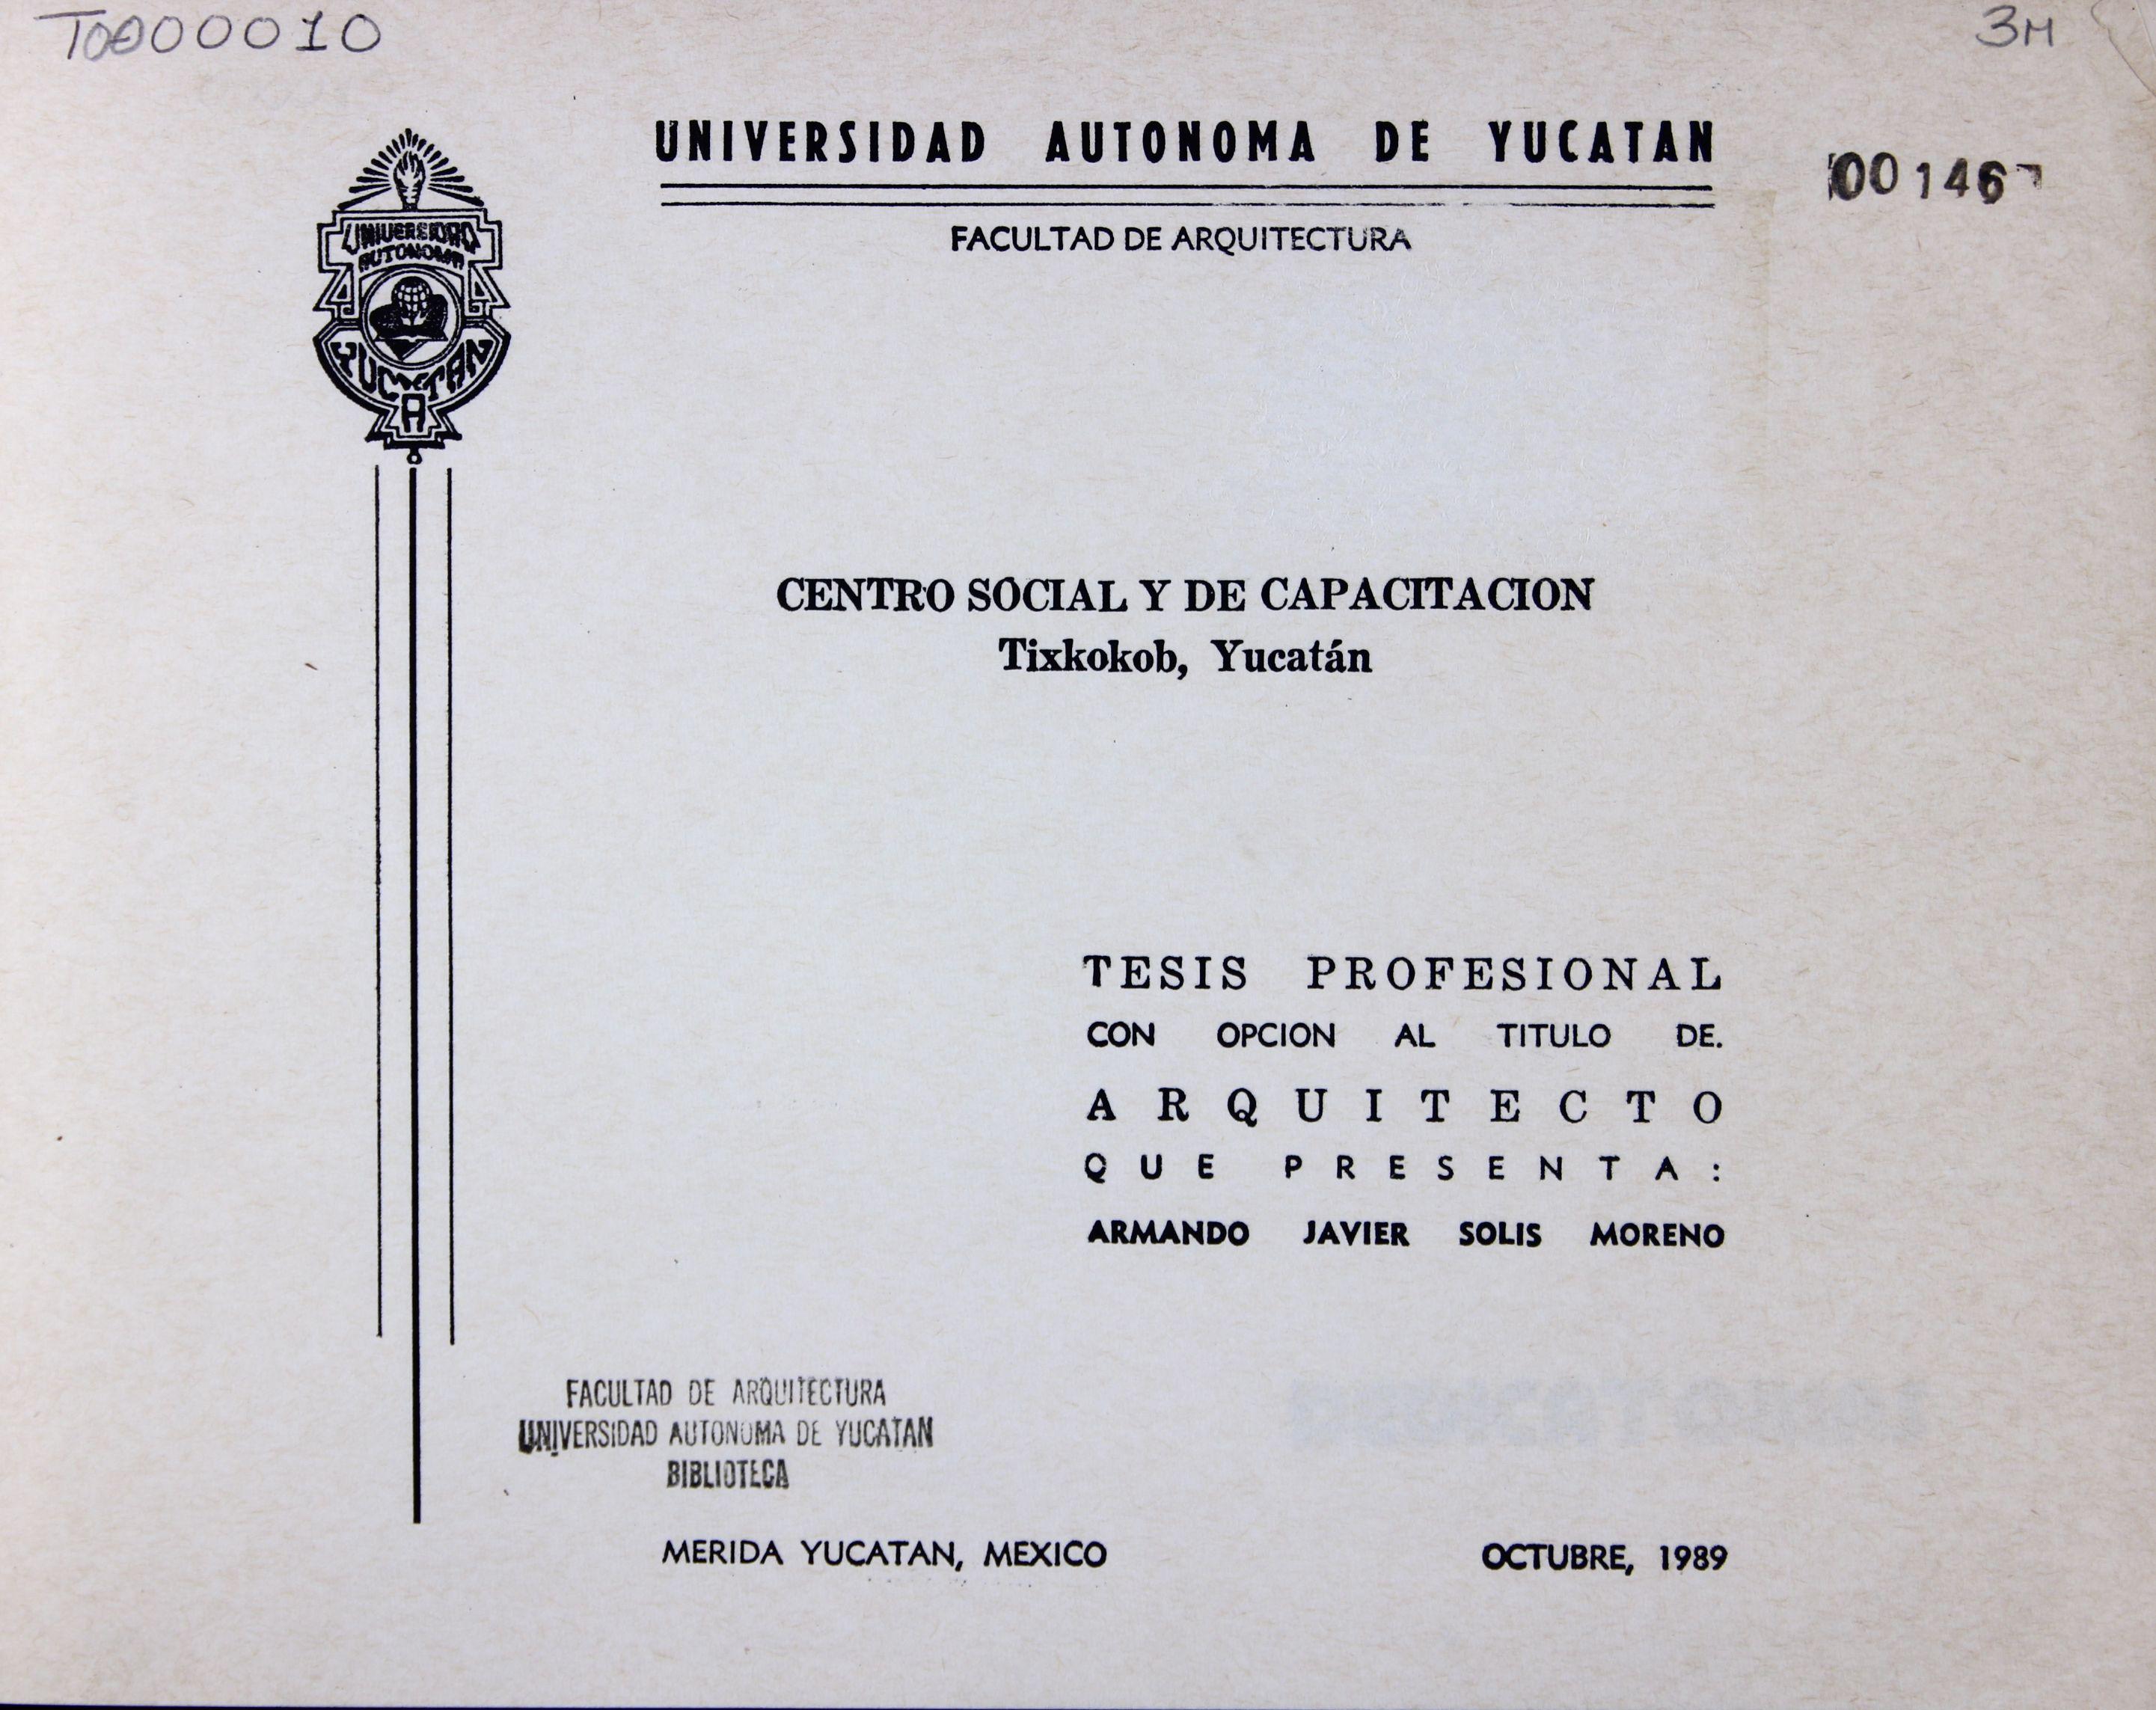 T0000010
3M
UNIVERSIDAD AUTONOMA DE YUCATAN
00146
FACULTAD DE ARQUITECTURA
UNIVERSIDAD
AUTONOMA
YUCATAN
CENTRO SOCIAL Y DE CAPACITACION
Tixkokob, Yucatán
TESIS PROFESIONAL
CON OPCION AL TITULO DE.
ARQUITECTO
QUE PRESENTA:
ARMANDO JAVIER SOLIS MORENO
FACULTAD DE ARQUITECTURA
UNIVERSIDAD AUTONOMA DE YUCATAN
BIBLIOTECA
MERIDA YUCATAN, MEXICO
OCTUBRE, 1989